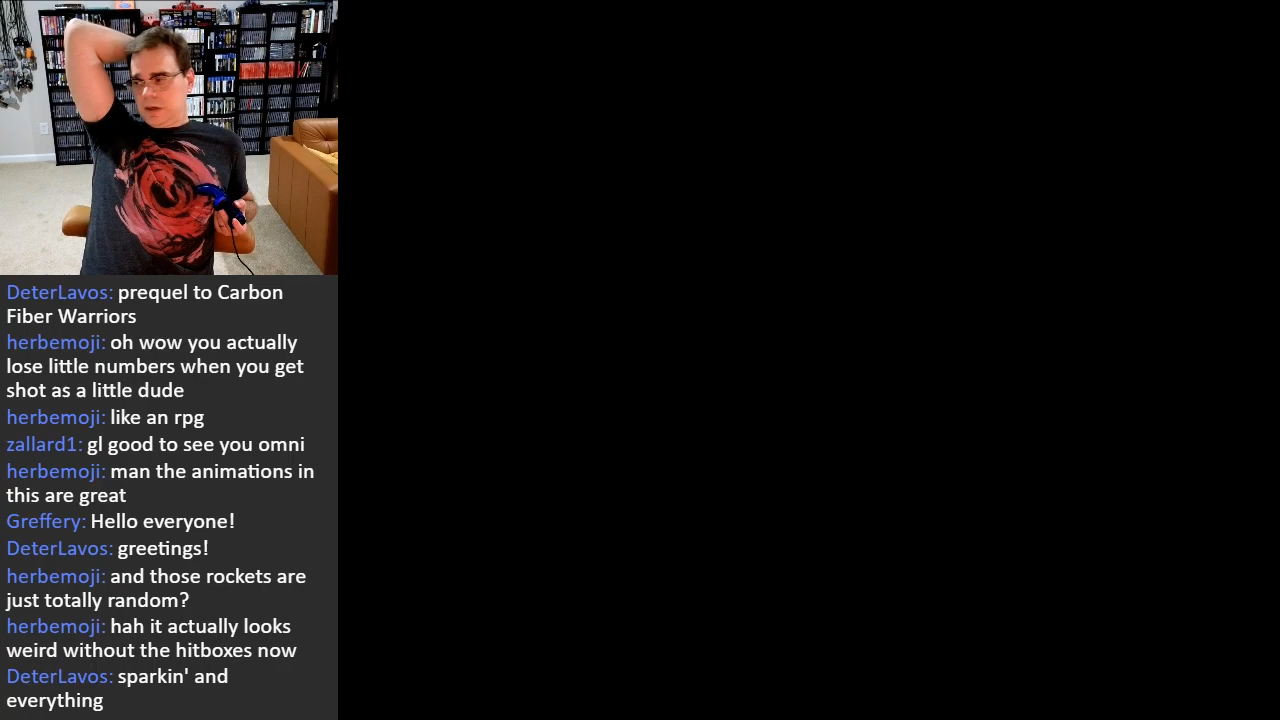 DeterLavos: prequel to Carbon
Fiber Warriors
herbemoji: oh wow you actually
lose little numbers when you get
shot as a little dude
herbemoji: like an rpg
zallard1: gl good to see you omni
herbemoji: man the animations in
this are great
Greffery: Hello everyone!
DeterLavos: greetings!
herbemoji: and those rockets are
just totally random?
herbemoji: hah it actually looks
weird without the hitboxes now
DeterLavos: sparkin' and
everything